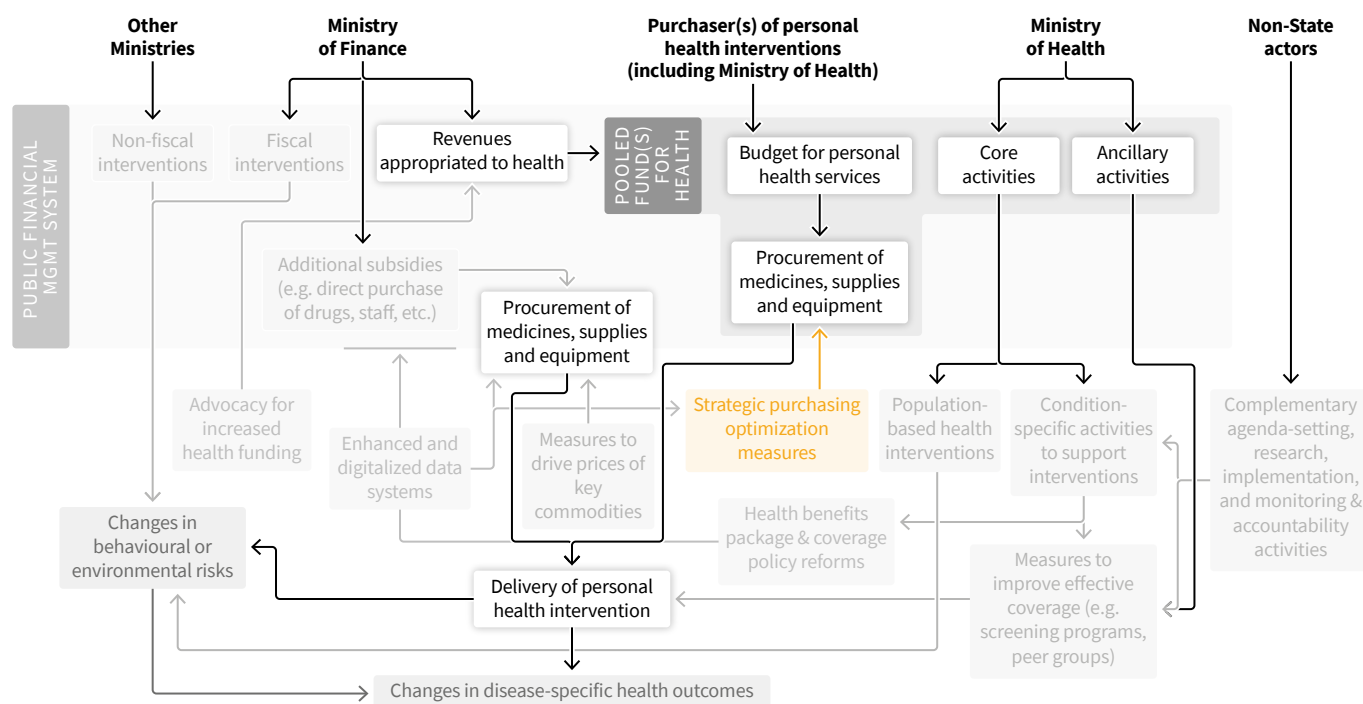 Other
Ministries
Ministry
of Finance
Purchaser(s) of personal
health interventions
(including Ministry of Health)
Ministry
of Health
Non-State
actors
PUBLIC FINANCIAL
MGMT SYSTEM
Non-fiscal
interventions
Fiscal
interventions
Revenues
appropriated to health
POOLED
FUND(S)
FOR
HEALTH
Budget for personal
health services
Core
activities
Ancillary
activities
Additional subsidies
(e.g. direct purchase
of drugs, staff, etc.)
Procurement of
medicines, supplies
and equipment
Procurement of
medicines, supplies
and equipment
Advocacy for
increased
health funding
Enhanced and
digitalized data
systems
Measures to
drive prices of
key
commodities
Strategic purchasing
optimization
measures
Population-
based health
interventions
Condition-
specific activities
to support
interventions
Complementary
agenda-setting,
research,
implementation,
and monitoring &
accountability
activities
Changes in
behavioural or
environmental risks
Health benefits
package & coverage
policy reforms
Delivery of personal
health intervention
Measures to
improve effective
coverage (e.g.
screening programs,
peer groups)
Changes in disease-specific health outcomes